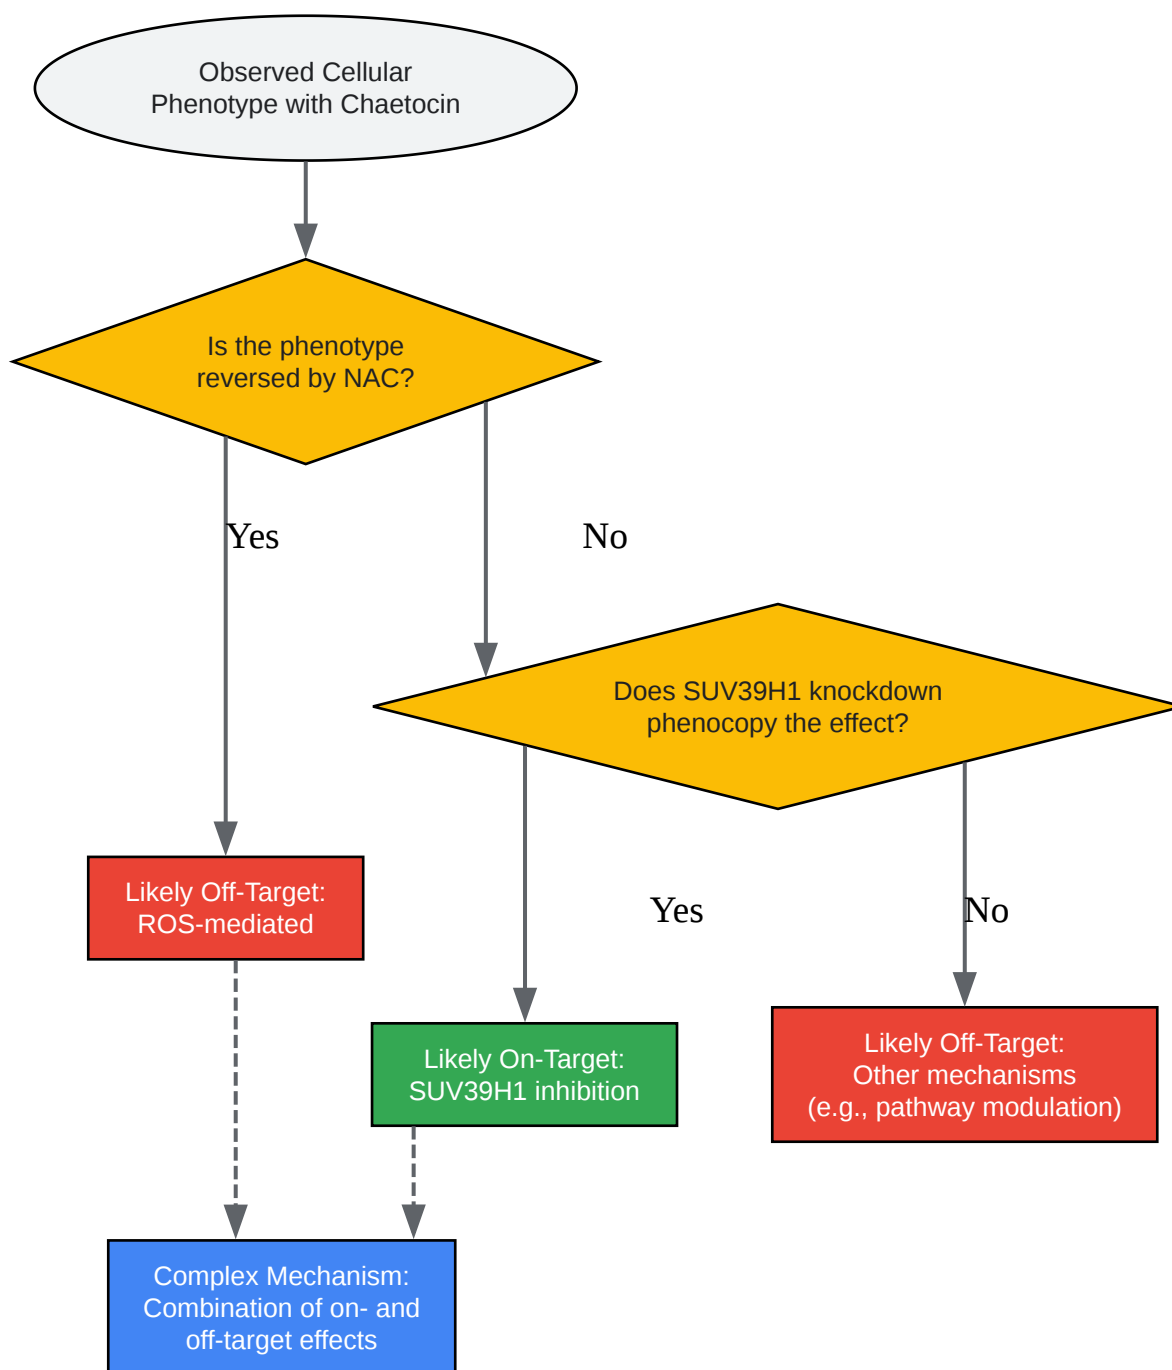 Observed Cellular
Phenotype with Chaetocin
Is the phenotype
reversed by NAC?
Yes
No
Does SUV39H1 knockdown
phenocopy the effect?
Likely Off-Target:
ROS-mediated
Yes
No
Likely On-Target:
SUV39H1 inhibition
Likely Off-Target:
Other mechanisms
(e.g., pathway modulation)
Complex Mechanism:
Combination of on- and
off-target effects